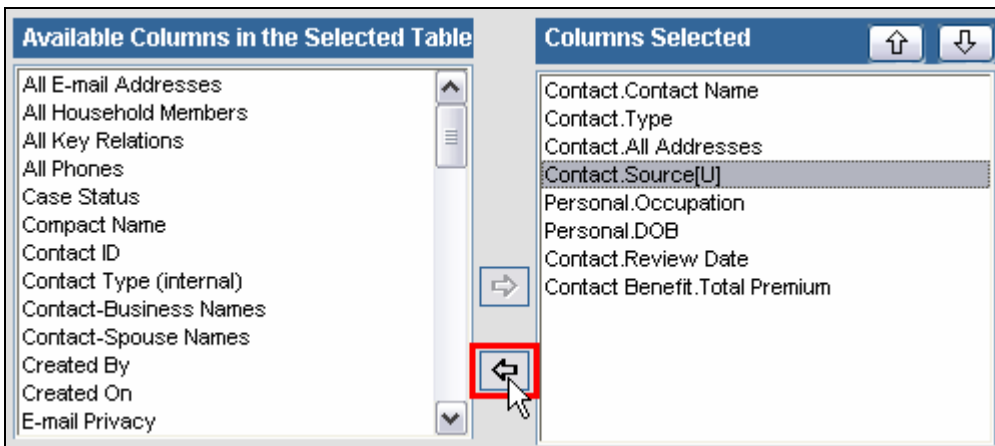 Available Columns in the Selected Table
All E-mail Addresses
All Household Members
All Key Relations
All Phones
Case Status
Compact Name
Contact ID
Contact Type (internal)
Contact-Business Names
Contact-Spouse Names
Created By
Created On
E-mail Privacy
Columns Selected
Contact.Contact Name
Contact.Type
Contact.All Addresses
Contact.Source[U]
Personal.Occupation
Personal.DOB
Contact.Review Date
Contact Benefit.Total Premium